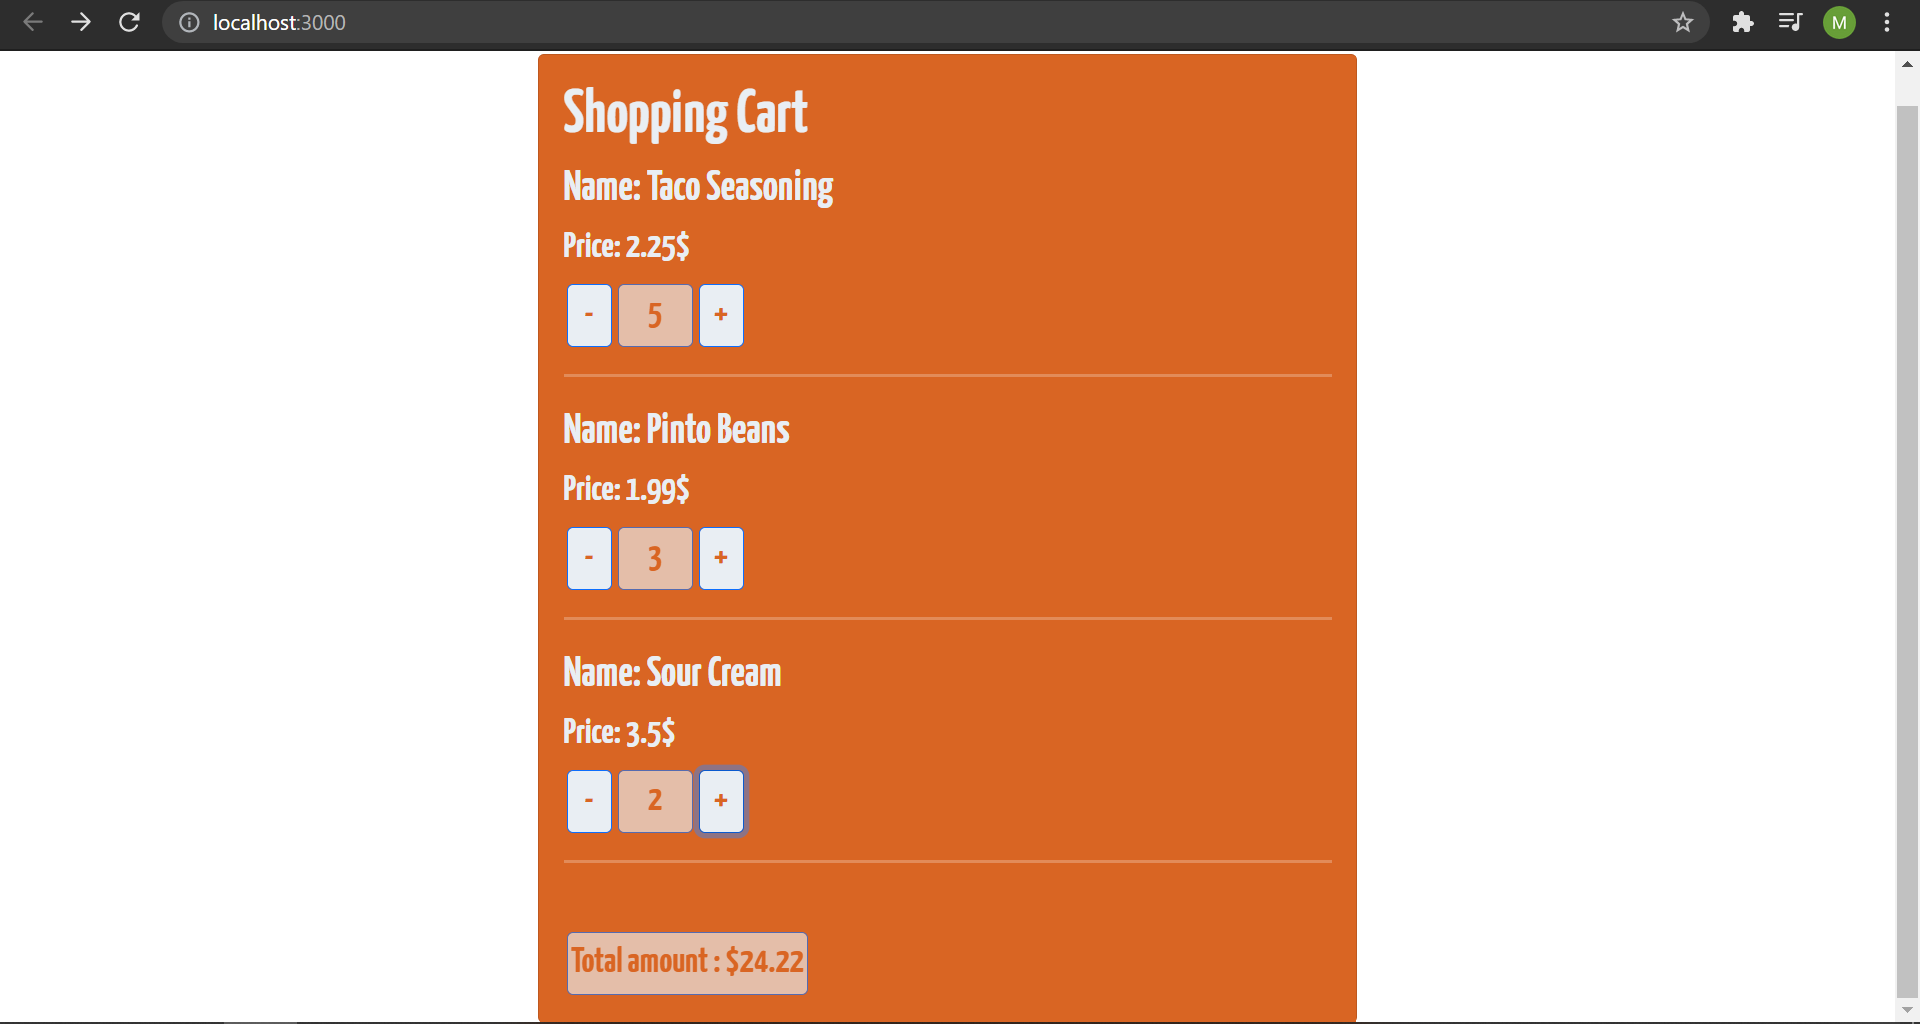 localhost:3000
M
Shopping Cart
Name: Taco Seasoning
Price: 2.25$
- 5 +
Name: Pinto Beans
Price: 1.99$
- 3 +
Name: Sour Cream
Price: 3.5$
- 2 +
Total amount : $24.22